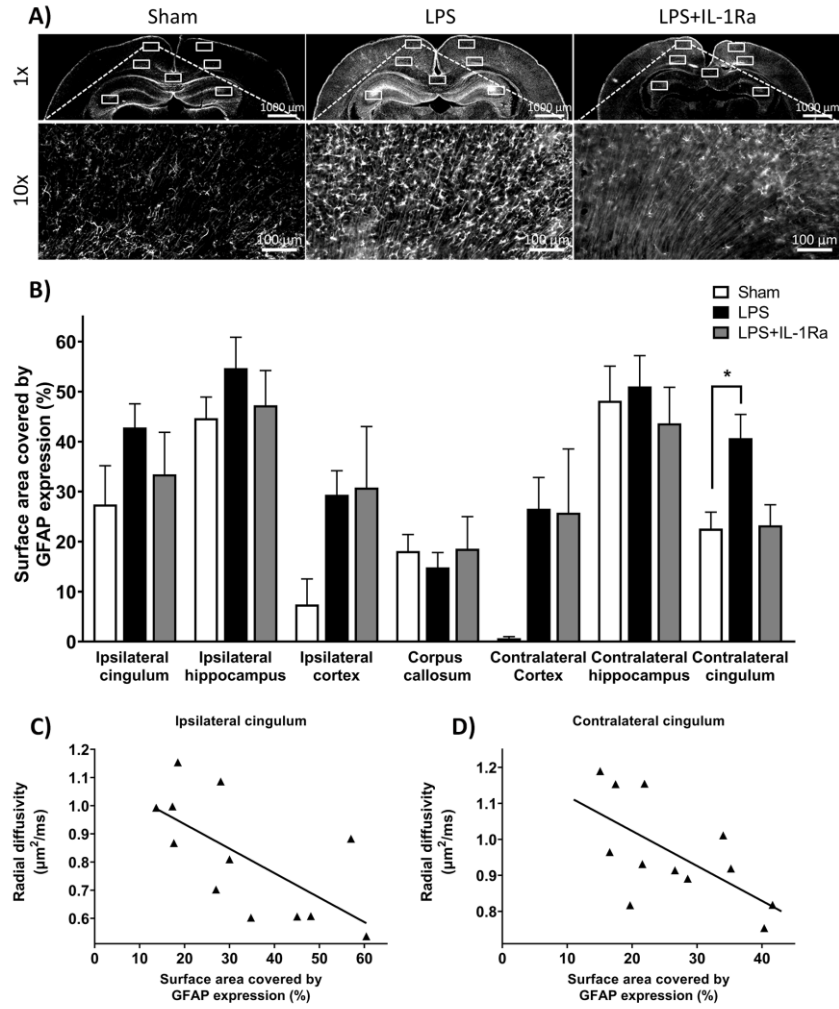 A)
Sham
LPS
LPS+IL-1Ra
1x
1000 µm
1000 µm
1000 µm
10x
100 µm
100 µm
100 µm
B)
Surface area covered by
GFAP expression (%)
60
50
40
30
20
10
0
Sham
LPS
LPS+IL-1Ra
*
Ipsilateral
cingulum
Ipsilateral
hippocampus
Ipsilateral
cortex
Corpus
callosum
Contralateral
Cortex
Contralateral
hippocampus
Contralateral
cingulum
C)
Ipsilateral cingulum
Radial diffusivity
(µm²/ms)
1.2
1.1
1.0
0.9
0.8
0.7
0.6
0
10
20
30
40
50
60
Surface area covered by
GFAP expression (%)
D)
Contralateral cingulum
Radial diffusivity
(µm²/ms)
1.2
1.1
1.0
0.9
0.8
0
10
20
30
40
Surface area covered by
GFAP expression (%)